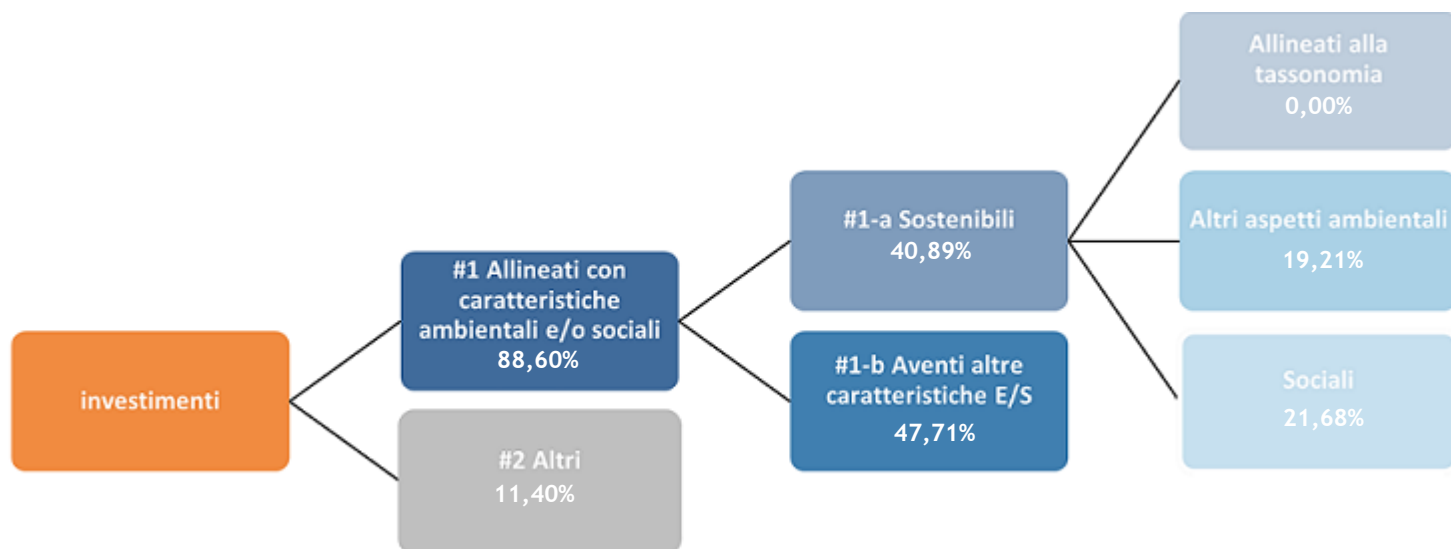 investimenti
#1 Allineati con
caratteristiche
ambientali e/o sociali
88,60%
#2 Altri
11,40%
#1-a Sostenibili
40,89%
#1-b Aventi altre
caratteristiche E/S
47,71%
Allineati alla
tassonomia
0,00%
Altri aspetti ambientali
19,21%
Sociali
21,68%